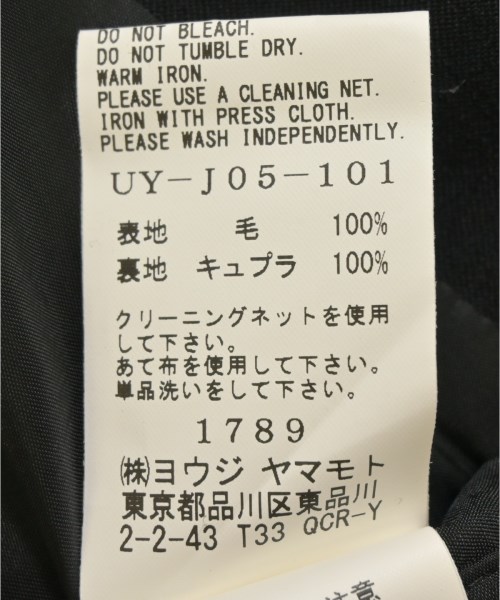 DO NOT BLEACH.
DO NOT TUMBLE DRY.
WARM IRON.
PLEASE USE A CLEANING NET.
IRON WITH PRESS CLOTH.
PLEASE WASH INDEPENDENTLY.
UY-J05-101
表地 毛 100%
裏地 キュプラ 100%
クリーニングネットを使用
して下さい。
あて布を使用して下さい。
単品洗いをして下さい。
1789
㈱ヨウジ ヤマモト
東京都品川区東品川
2-2-43 T33 QCR-Y
注意